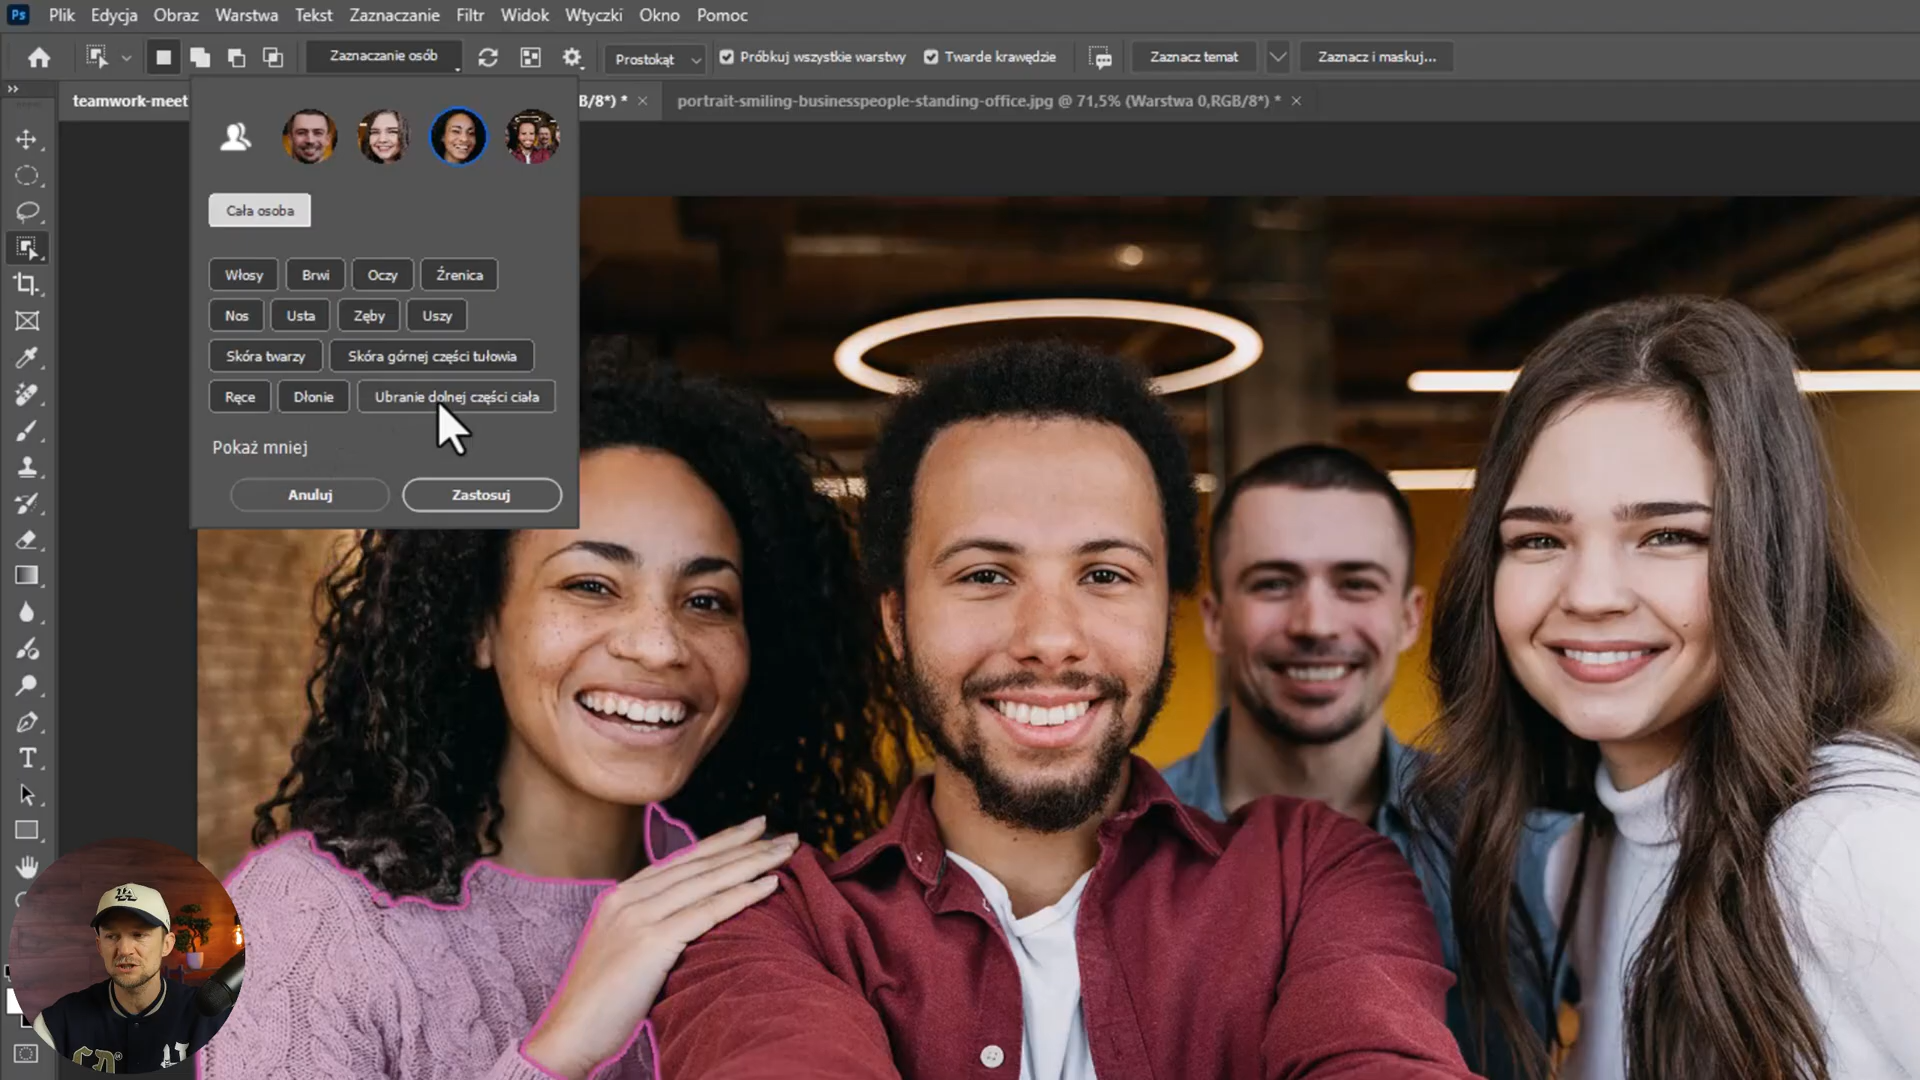 Ps Plik Edycja Obraz Warstwa Tekst Zaznaczanie Filtr Widok Wtyczki Okno Pomoc
Zaznaczanie osób Prostokąt Próbkuj wszystkie warstwy Twarde krawędzie Zaznacz temat Zaznacz i maskuj...
teamwork-meet B/8*) * × portrait-smiling-businesspeople-standing-office.jpg @ 71,5% (Warstwa 0,RGB/8*) * ×
Cała osoba
Włosy Brwi Oczy Źrenica
Nos Usta Zęby Uszy
Skóra twarzy Skóra górnej części tułowia
Ręce Dłonie Ubranie dolnej części ciała
Pokaż mniej
Anuluj Zastosuj